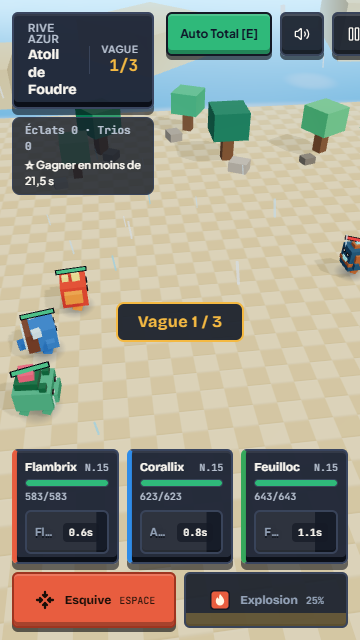 RIVE
AZUR
Atoll
de
Foudre
VAGUE
1/3
Auto Total [E]
Éclats 0 · Trios
0
★ Gagner en moins de
21,5 s
Vague 1 / 3
Flambrix N.15
583/583
Fl... 0.6s
Corallix N.15
623/623
A... 0.8s
Feuilloc N.15
643/643
F... 1.1s
Esquive ESPACE
Explosion 25%